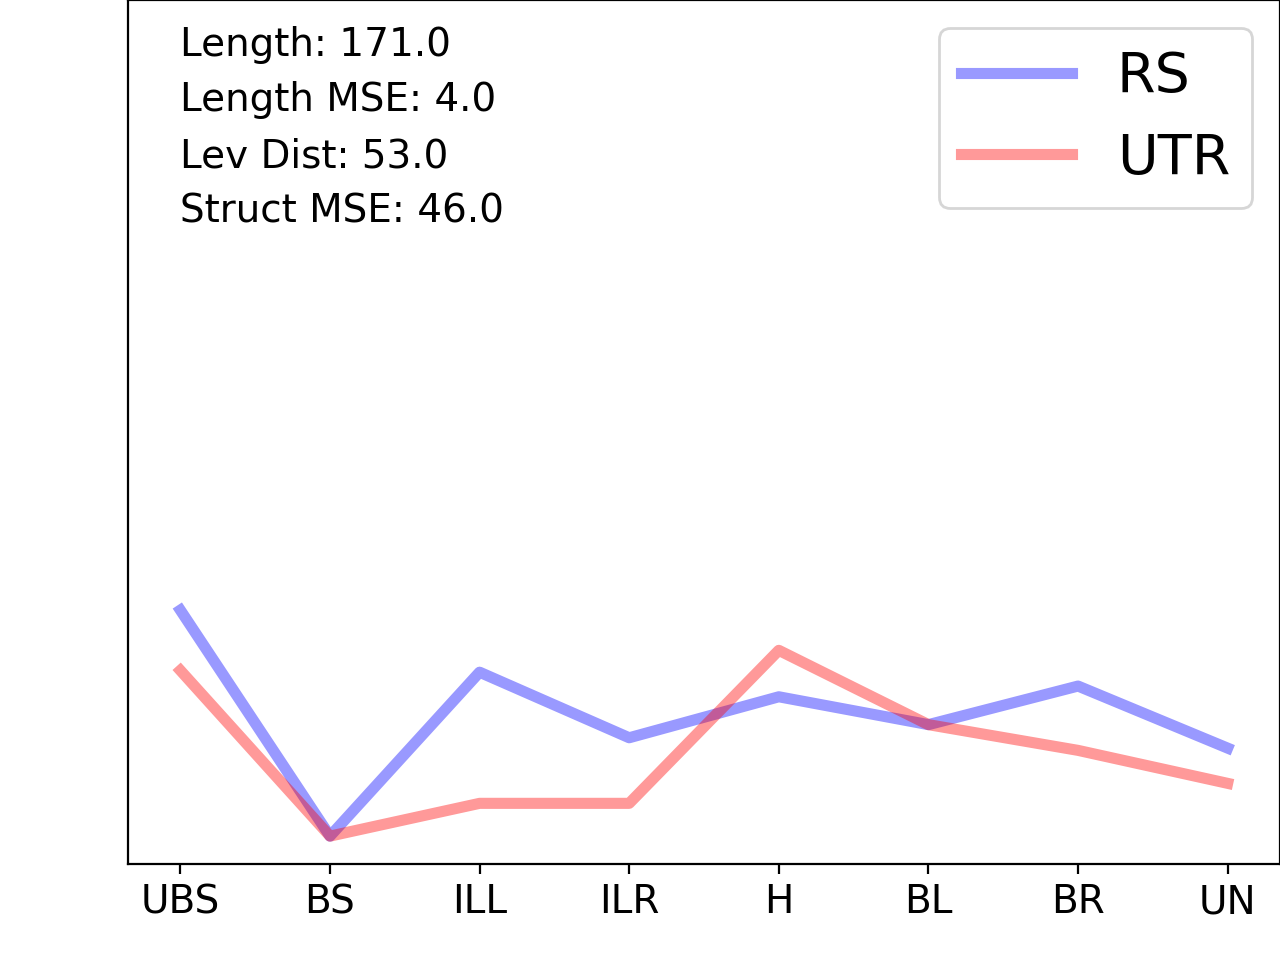 Length: 171.0
Length MSE: 4.0
Lev Dist: 53.0
Struct MSE: 46.0
RS
UTR
UBS BS ILL ILR H BL BR UN